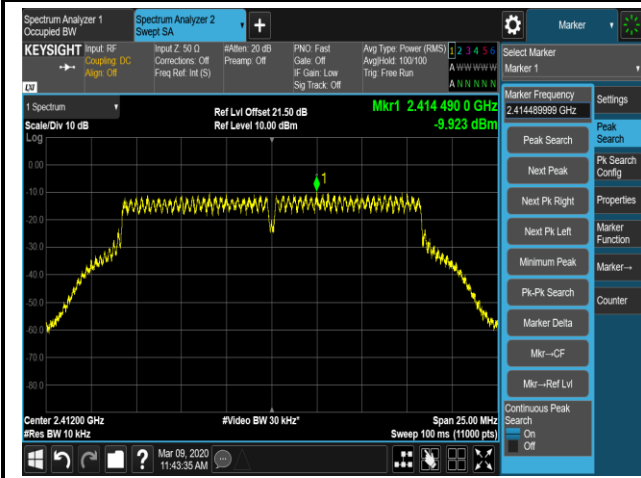 Spectrum Analyzer 1
Occupied BW
Spectrum Analyzer 2
Swept SA
+
Marker
KEYSIGHT
Input: RF
Coupling: DC
Align: Off
Input Z: 50 Ω
Corrections: Off
Freq Ref: Int (S)
#Atten: 20 dB
Preamp: Off
PNO: Fast
Gate: Off
IF Gain: Low
Sig Track: Off
Avg Type: Power (RMS)
Avg|Hold: 100/100
Trig: Free Run
1 2 3 4 5 6
A W W W W W
A N N N N N
LXI
Select Marker
Marker 1
1 Spectrum
Scale/Div 10 dB
Ref Lvl Offset 21.50 dB
Ref Level 10.00 dBm
Mkr1 2.414 490 0 GHz
-9.923 dBm
Log
0.00
-10.0
-20.0
-30.0
-40.0
-50.0
-60.0
-70.0
-80.0
1
Center 2.41200 GHz
#Res BW 10 kHz
#Video BW 30 kHz*
Span 25.00 MHz
Sweep 100 ms (11000 pts)
Marker Frequency
2.414489999 GHz
Peak Search
Next Peak
Next Pk Right
Next Pk Left
Minimum Peak
Pk-Pk Search
Marker Delta
Mkr→CF
Mkr→Ref Lvl
Continuous Peak
Search
On
Off
Settings
Peak
Search
Pk Search
Config
Properties
Marker
Function
Marker→
Counter
?
Mar 09, 2020
11:43:35 AM